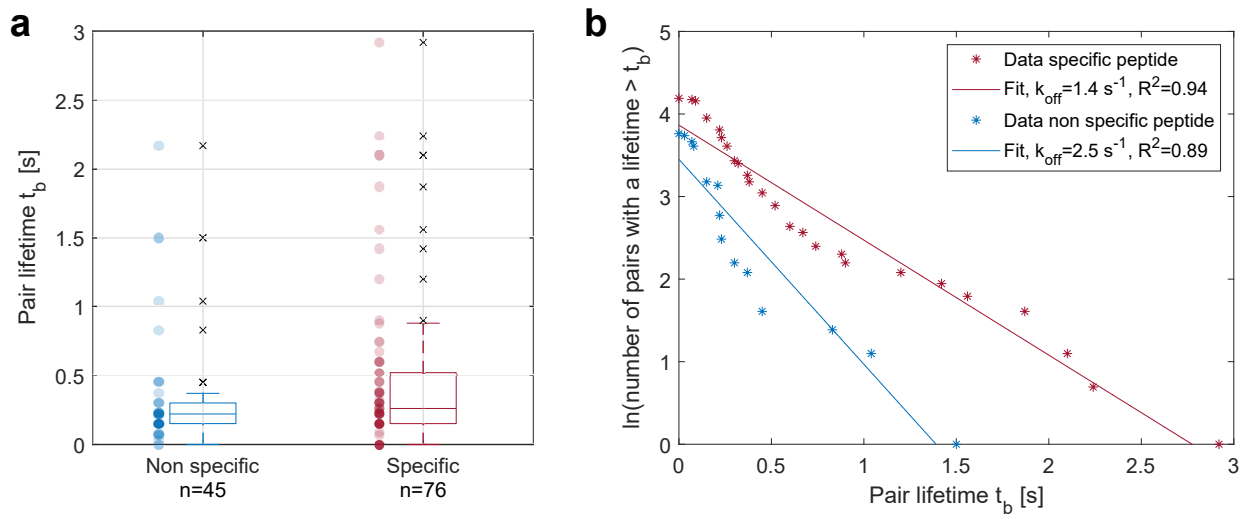 a
Pair lifetime t_b [s]
3
2.5
2
1.5
1
0.5
0
Non specific
n=45
Specific
n=76
b
ln(number of pairs with a lifetime > t_b)
5
4
3
2
1
0
Data specific peptide
Fit, k_off=1.4 s^-1, R^2=0.94
Data non specific peptide
Fit, k_off=2.5 s^-1, R^2=0.89
0
0.5
1
1.5
2
2.5
3
Pair lifetime t_b [s]